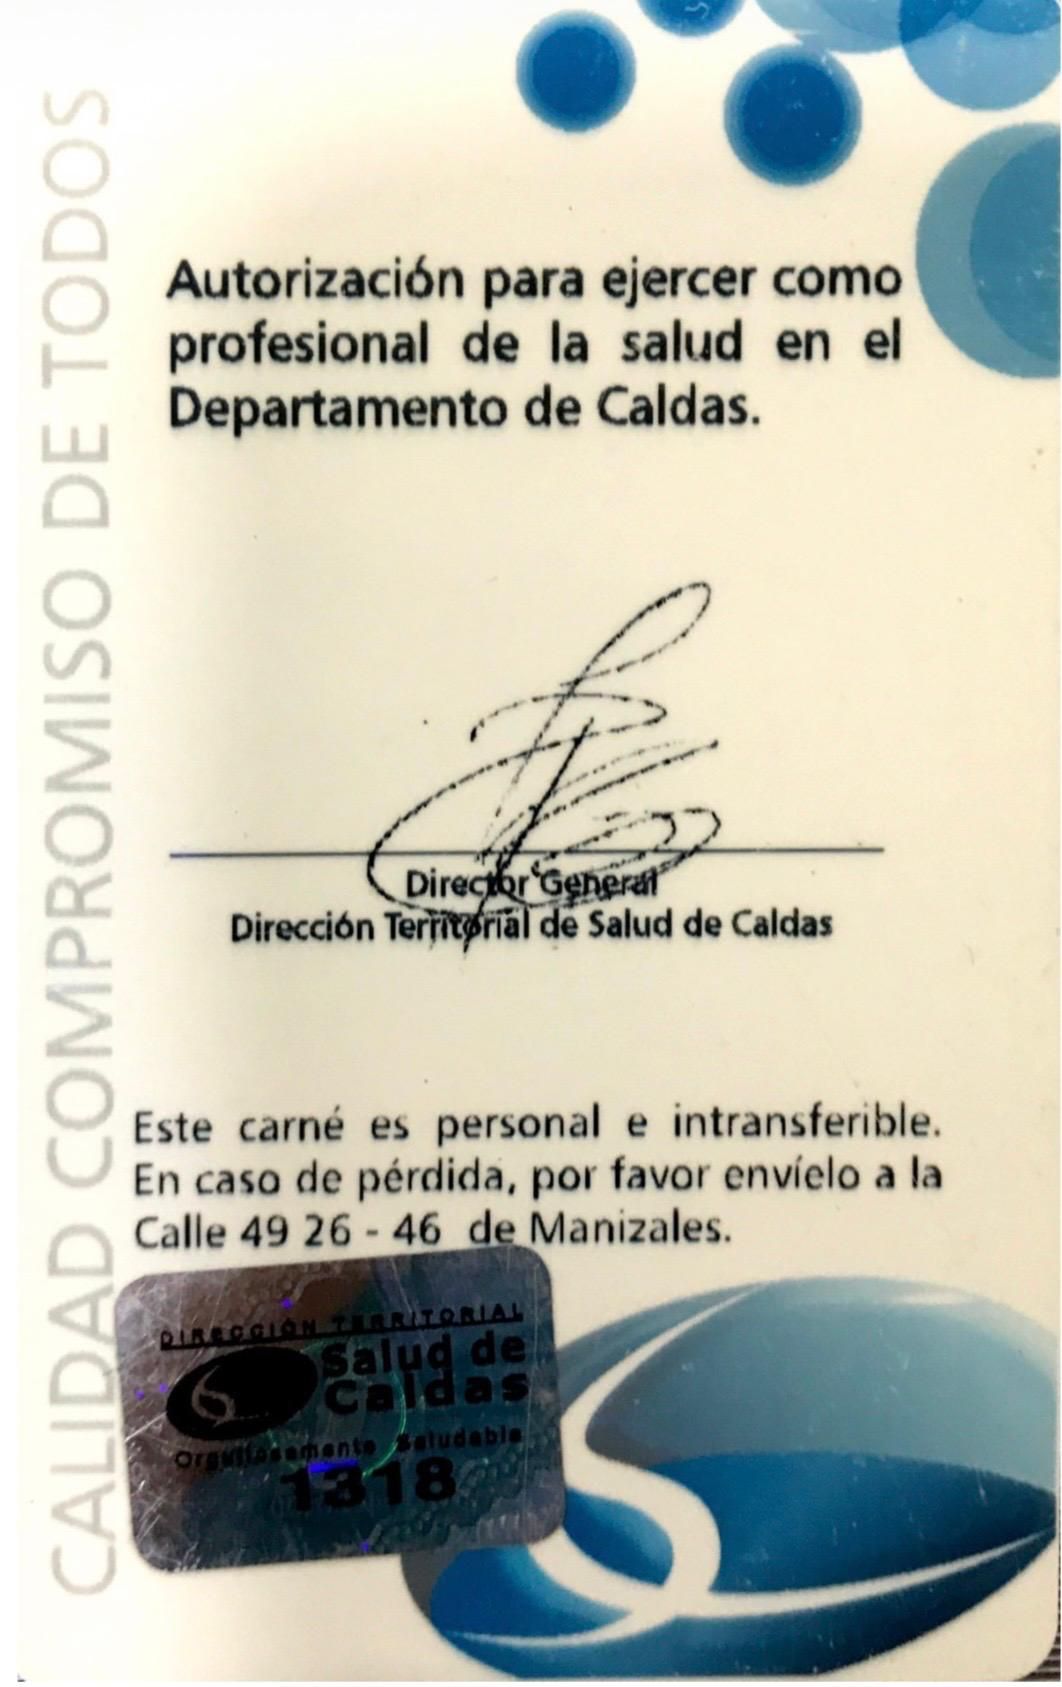 CALIDAD COMPROMISO DE TODOS
Autorización para ejercer como
profesional de la salud en el
Departamento de Caldas.
Director General
Dirección Territorial de Salud de Caldas
Este carné es personal e intransferible.
En caso de pérdida, por favor envíelo a la
Calle 49 26 - 46 de Manizales.
DIRECCIÓN TERRITORIAL
Salud de
Caldas
Orgullosamente Saludable
1318